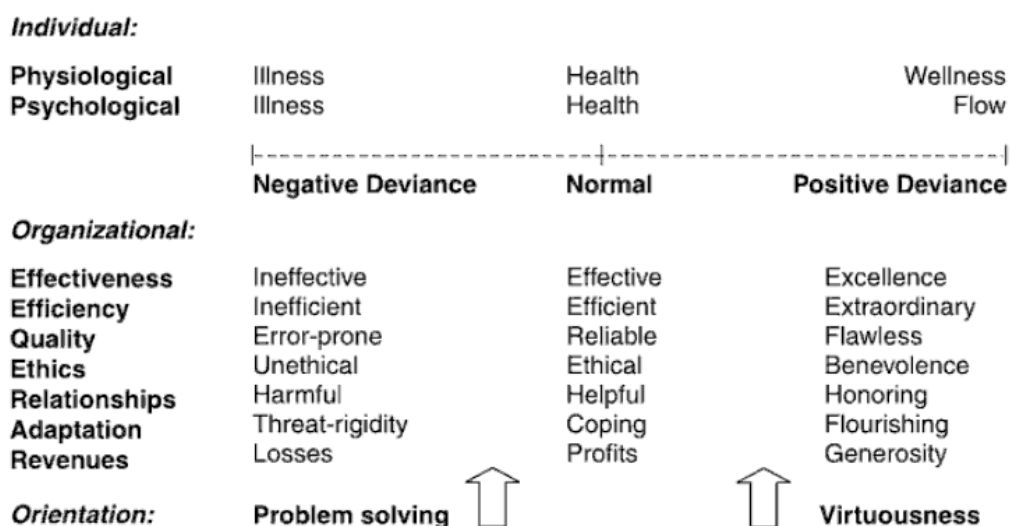 Individual:
Physiological Illness Health Wellness
Psychological Illness Health Flow
Negative Deviance Normal Positive Deviance
Organizational:
Effectiveness Ineffective Effective Excellence
Efficiency Inefficient Efficient Extraordinary
Quality Error-prone Reliable Flawless
Ethics Unethical Ethical Benevolence
Relationships Harmful Helpful Honoring
Adaptation Threat-rigidity Coping Flourishing
Revenues Losses Profits Generosity
Orientation: Problem solving Virtuousness